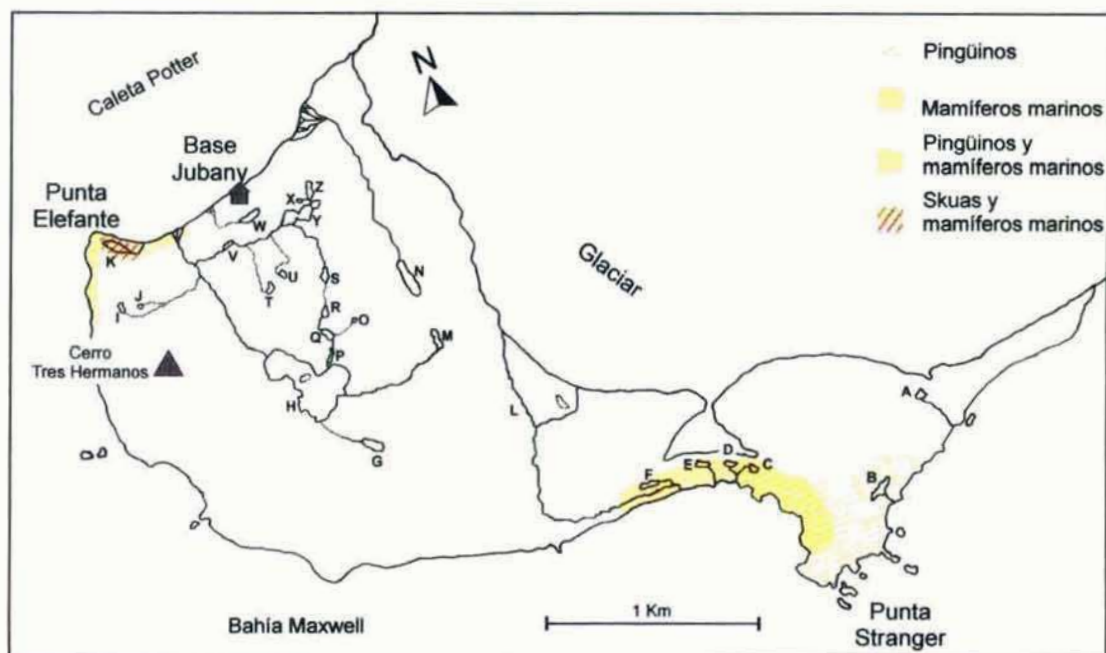 Caleta Potter
N
Pingüinos
Mamíferos marinos
Pingüinos y
mamíferos marinos
Skuas y
mamíferos marinos
Base
Jubany
Punta
Elefante
Z
X
Y
W
V
K
U
T
S
N
J
I
R
O
Q
M
P
Cerro
Tres Hermanos
Glaciar
H
L
A
G
D
E
C
F
B
1 Km
Bahía Maxwell
Punta
Stranger